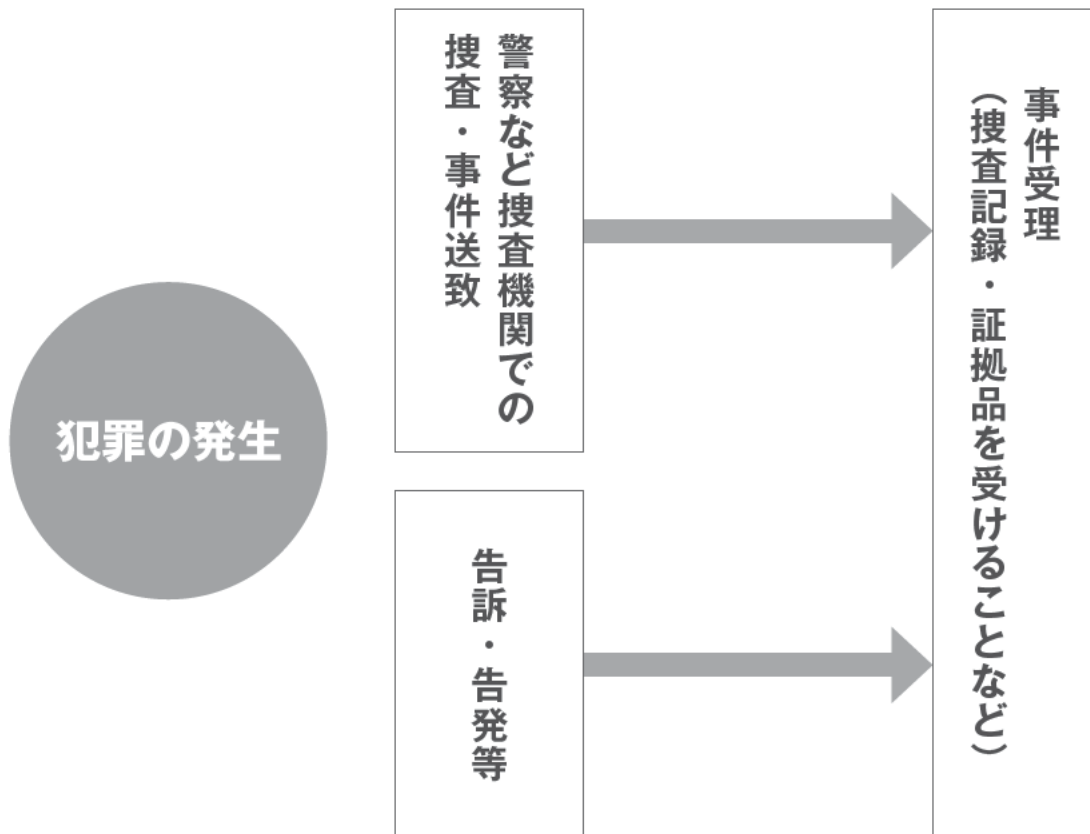 犯罪の発生
警察など捜査機関での
捜査・事件送致
告訴・告発等
事件受理
（捜査記録・証拠品を受けることなど）